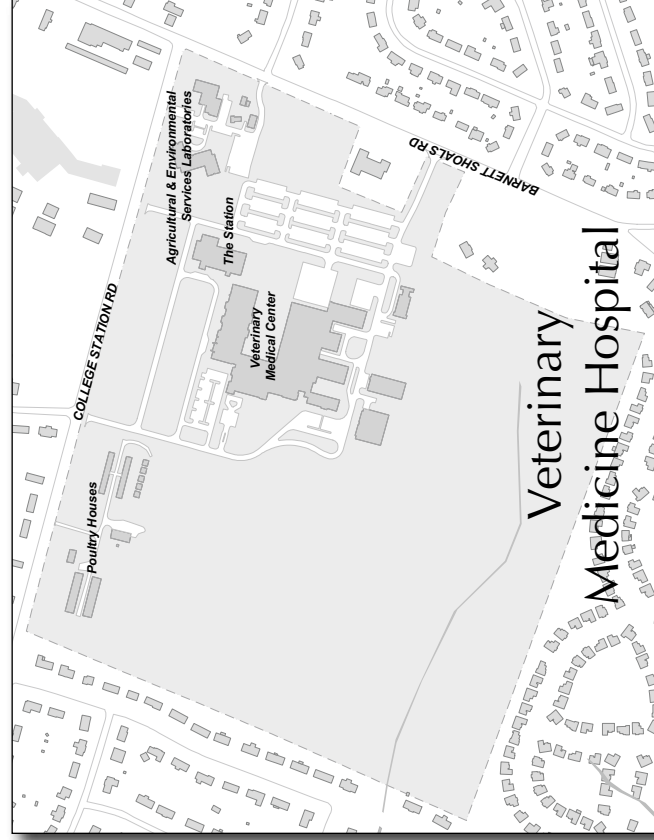 COLLEGE STATION RD
Agricultural & Environmental
Services Laboratories
The Station
BARNETT SHOALS RD
Veterinary
Medical Center
Poultry Houses
Veterinary
Medicine Hospital